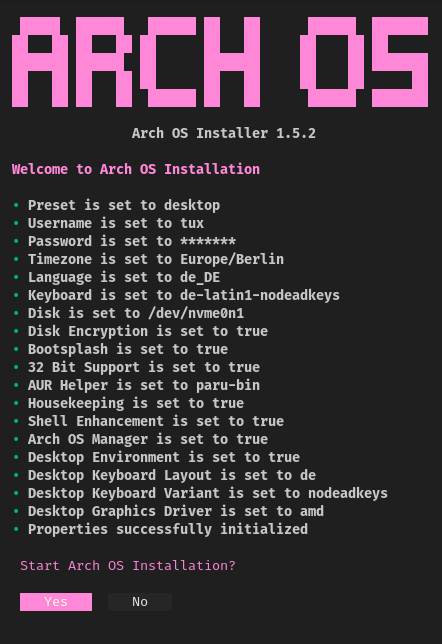 ARCH OS
Arch OS Installer 1.5.2
Welcome to Arch OS Installation
• Preset is set to desktop
• Username is set to tux
• Password is set to *******
• Timezone is set to Europe/Berlin
• Language is set to de_DE
• Keyboard is set to de-latin1-nodeadkeys
• Disk is set to /dev/nvme0n1
• Disk Encryption is set to true
• Bootsplash is set to true
• 32 Bit Support is set to true
• AUR Helper is set to paru-bin
• Housekeeping is set to true
• Shell Enhancement is set to true
• Arch OS Manager is set to true
• Desktop Environment is set to true
• Desktop Keyboard Layout is set to de
• Desktop Keyboard Variant is set to nodeadkeys
• Desktop Graphics Driver is set to amd
• Properties successfully initialized
Start Arch OS Installation?
Yes No